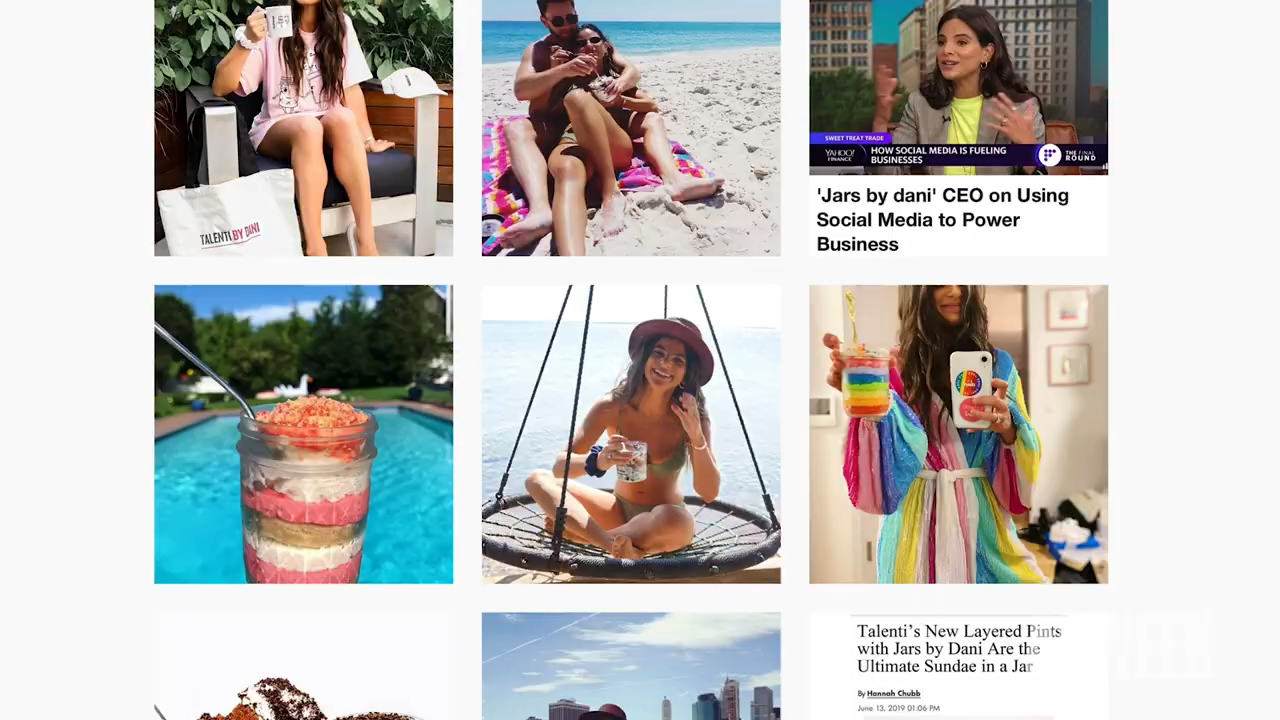 TALENTI BY DANI
SWEET TREAT TRADE
YAHOO!
FINANCE
HOW SOCIAL MEDIA IS FUELING
BUSINESSES
THE FINAL
ROUND
'Jars by dani' CEO on Using
Social Media to Power
Business
Talenti's New Layered Pints
with Jars by Dani Are the
Ultimate Sundae in a Jar
By Hannah Chubb
June 13, 2019 01:06 PM